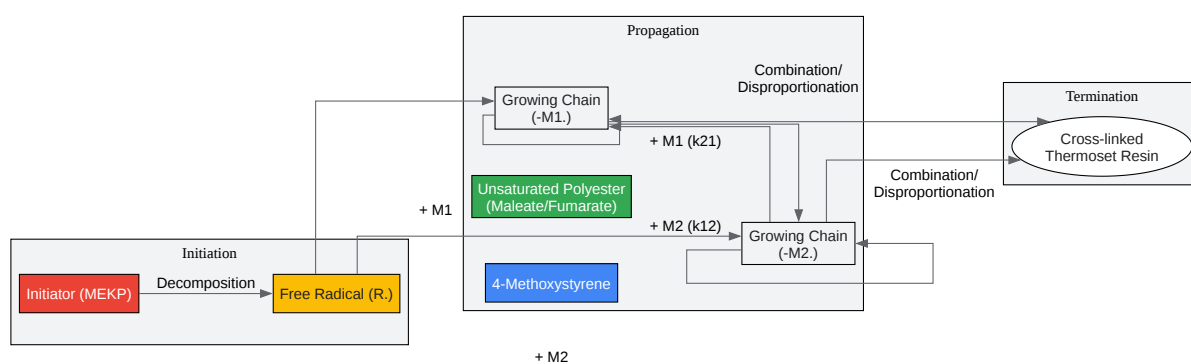 Propagation
Combination/
Disproportionation
Growing Chain
(-M1.)
+ M1 (k21)
Termination
Cross-linked
Thermoset Resin
Combination/
Disproportionation
Unsaturated Polyester
(Maleate/Fumarate)
+ M1
+ M2 (k12)
Growing Chain
(-M2.)
4-Methoxystyrene
Initiation
Initiator (MEKP)
Decomposition
Free Radical (R.)
+ M2